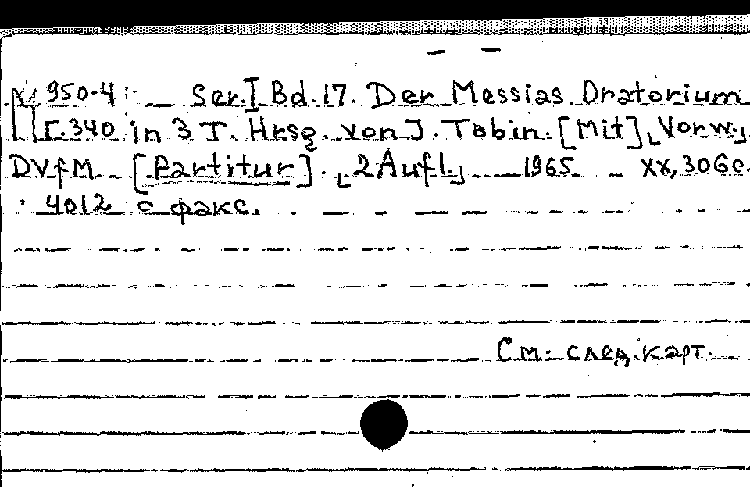 — —
N 950-4 Ser. I Bd. 17. Der Messias. Oratorium
Г. 340 in 3 T. Hrsg. von J. Tobin. [Mit] ⌊Vorw.⌋
DVfM [Partitur]. ⌊2 Aufl.⌋ 1965 XX, 306 с.
4012 с факс.
См. след. карт.